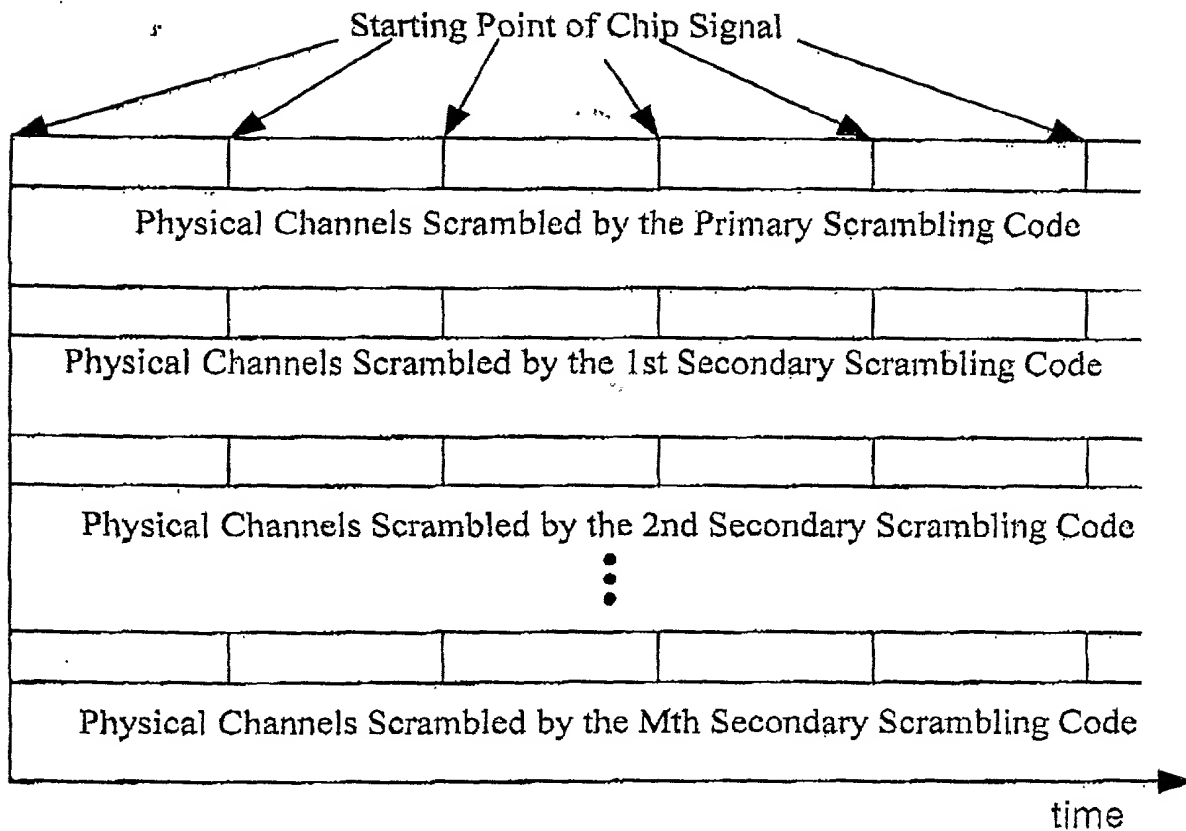 Starting Point of Chip Signal
Physical Channels Scrambled by the Primary Scrambling Code
Physical Channels Scrambled by the 1st Secondary Scrambling Code
Physical Channels Scrambled by the 2nd Secondary Scrambling Code
Physical Channels Scrambled by the Mth Secondary Scrambling Code
time